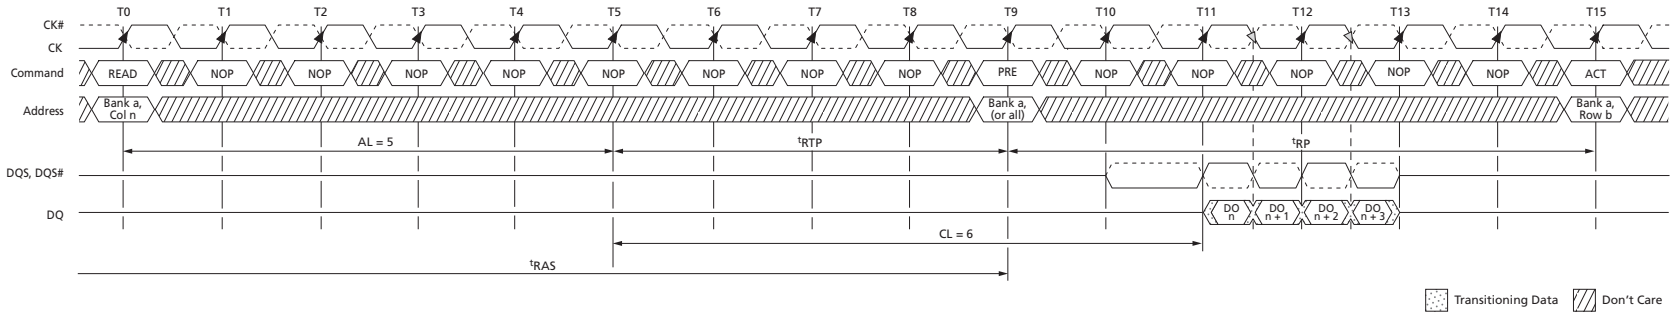 T0 T1 T2 T3 T4 T5 T6 T7 T8 T9 T10 T11 T12 T13 T14 T15
CK#
CK
Command READ NOP NOP NOP NOP NOP NOP NOP NOP PRE NOP NOP NOP NOP NOP ACT
Address Bank a, Col n Bank a, (or all) Bank a, Row b
AL = 5 tRTP tRP
DQS, DQS#
DQ DO n DO n + 1 DO n + 2 DO n + 3
CL = 6
tRAS
Transitioning Data Don't Care